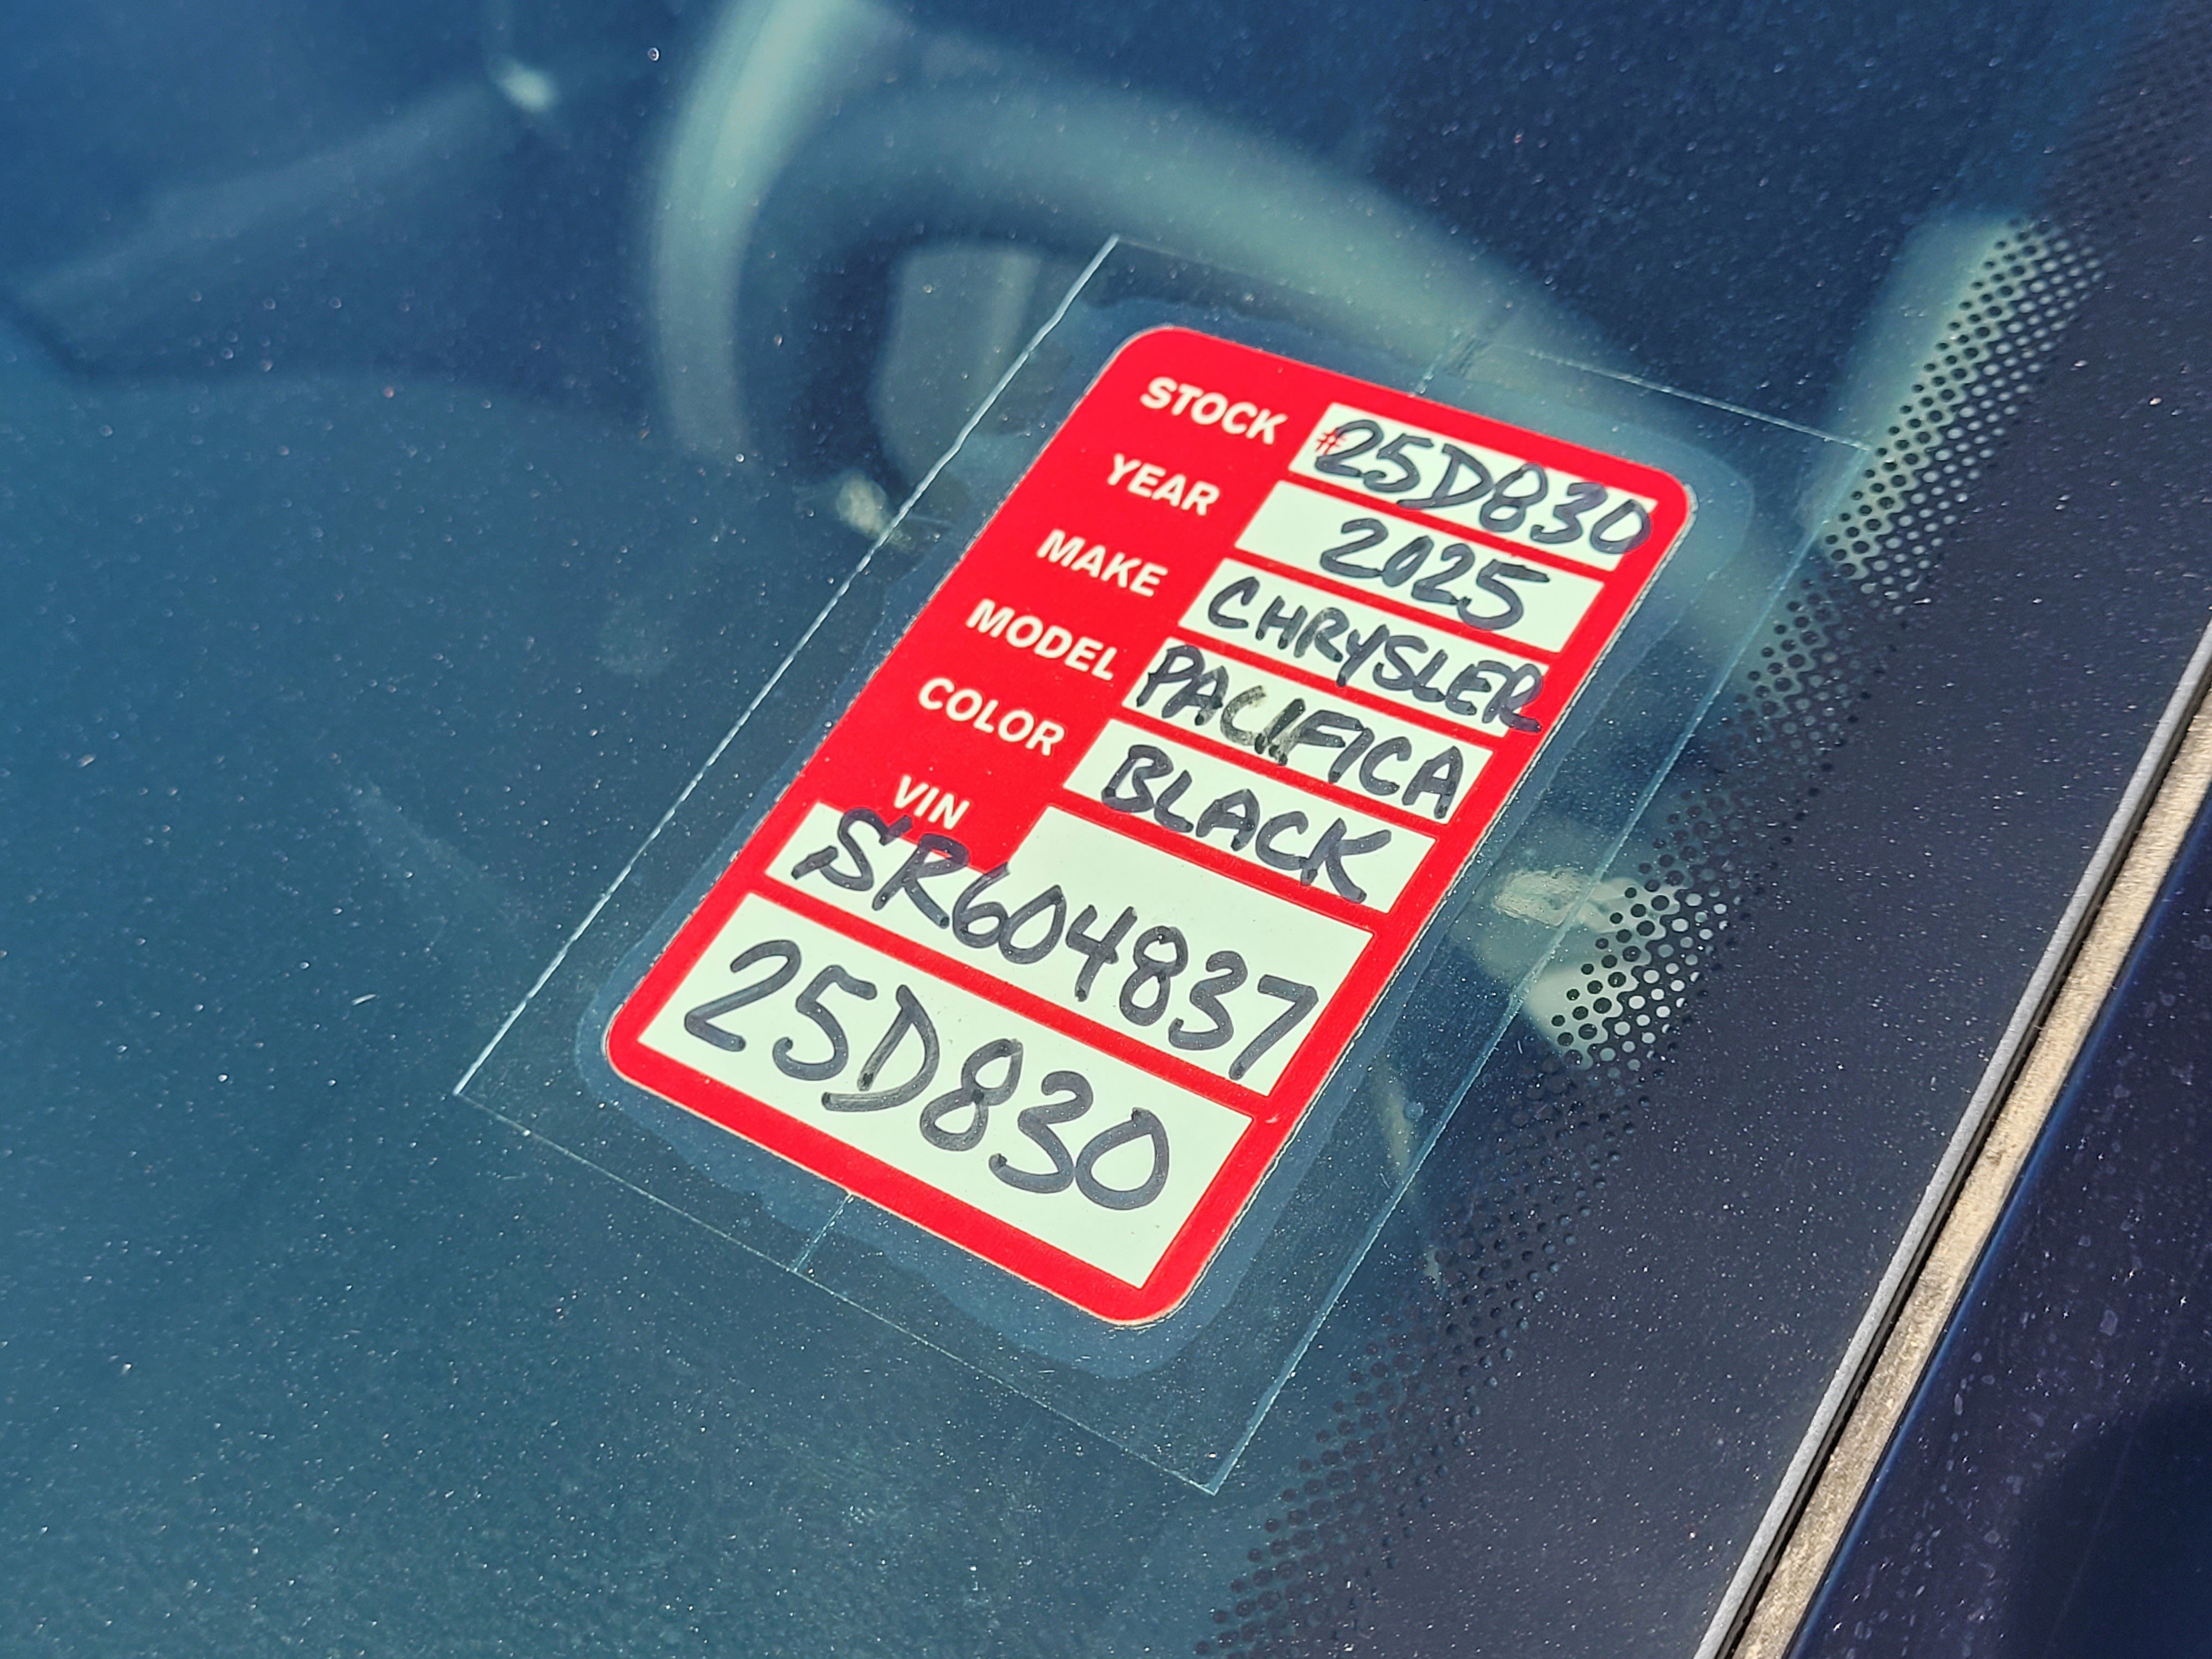 STOCK #25D830
YEAR 2025
MAKE CHRYSLER
MODEL PACIFICA
COLOR BLACK
VIN
SR604837
25D830